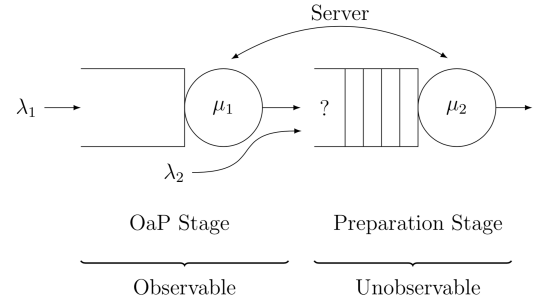 Server
λ₁
μ₁
?
μ₂
λ₂
OaP Stage
Preparation Stage
Observable
Unobservable